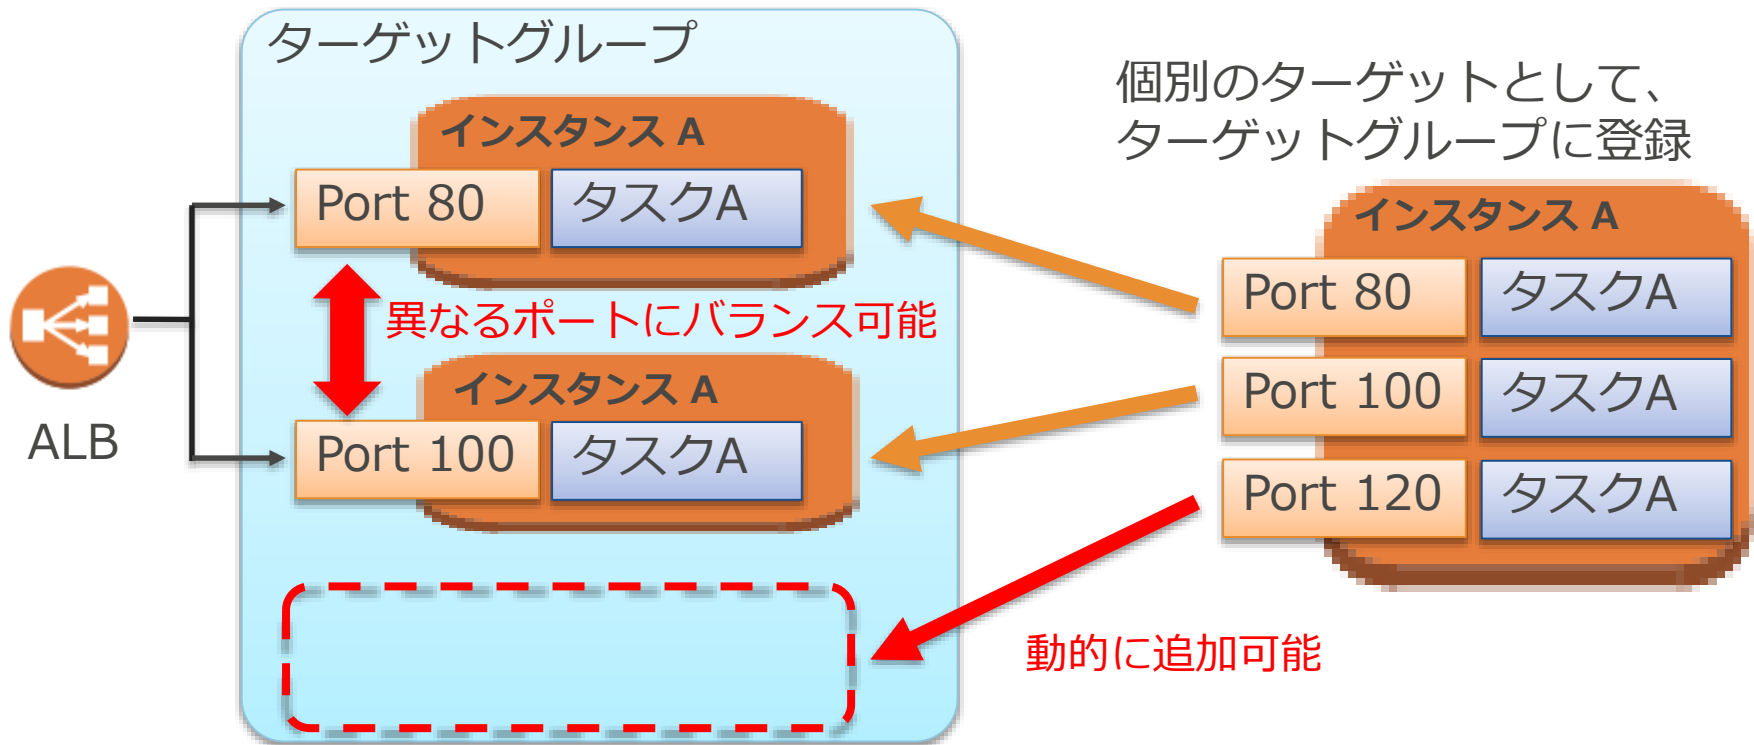 ターゲットグループ
インスタンス A
Port 80
タスクA
異なるポートにバランス可能
インスタンス A
Port 100
タスクA
ALB
個別のターゲットとして、
ターゲットグループに登録
インスタンス A
Port 80
タスクA
Port 100
タスクA
Port 120
タスクA
動的に追加可能